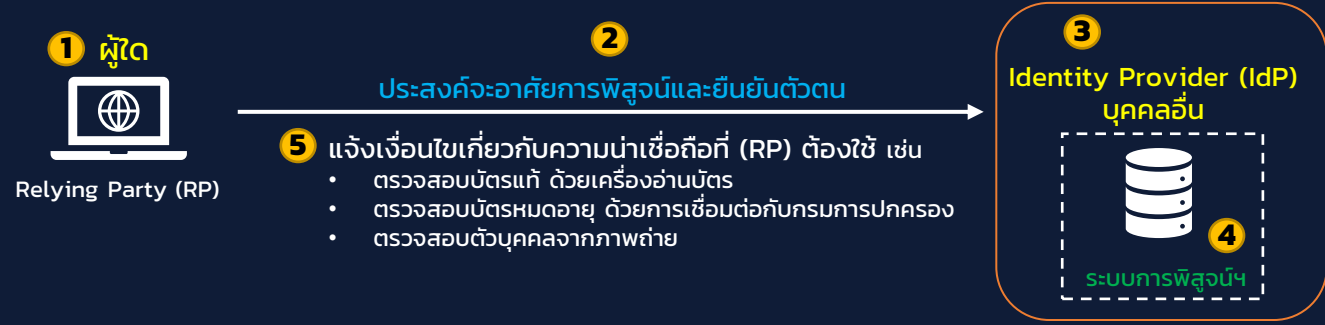 1 ผู้ใด
Relying Party (RP)
2
ประสงค์จะอาศัยการพิสูจน์และยืนยันตัวตน
5 แจ้งเงื่อนไขเกี่ยวกับความน่าเชื่อถือที่ (RP) ต้องใช้ เช่น
• ตรวจสอบบัตรแท้ ด้วยเครื่องอ่านบัตร
• ตรวจสอบบัตรหมดอายุ ด้วยการเชื่อมต่อกับกรมการปกครอง
• ตรวจสอบตัวบุคคลจากภาพถ่าย
3
Identity Provider (IdP)
บุคคลอื่น
4
ระบบการพิสูจน์ฯ